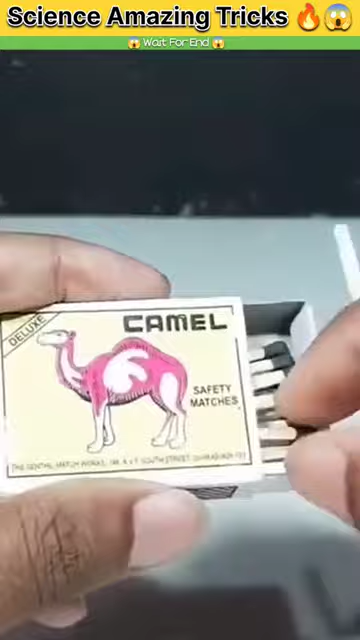 Science Amazing Tricks 🔥😱
😱 Wait For End 😱
DELUXE
CAMEL
SAFETY
MATCHES